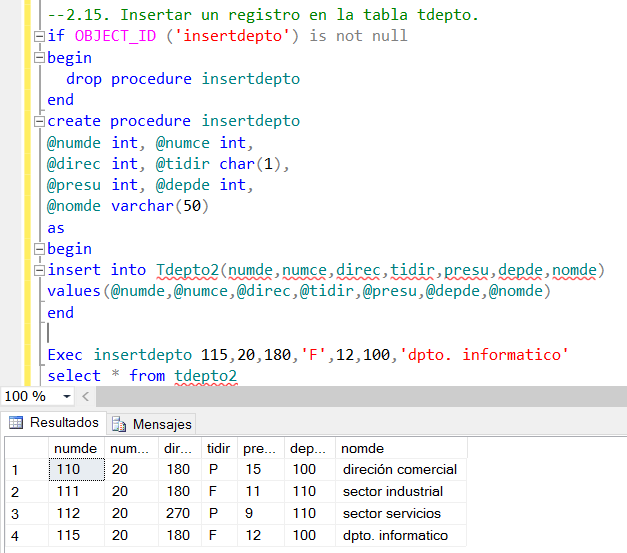 --2.15. Insertar un registro en la tabla tdepto.
if OBJECT_ID ('insertdepto') is not null
begin
drop procedure insertdepto
end
create procedure insertdepto
@numde int, @numce int,
@direc int, @tidir char(1),
@presu int, @depde int,
@nomde varchar(50)
as
begin
insert into Tdepto2(numde,numce,direc,tidir,presu,depde,nomde)
values(@numde,@numce,@direc,@tidir,@presu,@depde,@nomde)
end
Exec insertdepto 115,20,180,'F',12,100,'dpto. informatico'
select * from tdepto2
100 %
Resultados Mensajes
numde num... dir... tidir pre... dep... nomde
1 110 20 180 P 15 100 direción comercial
2 111 20 180 F 11 110 sector industrial
3 112 20 270 P 9 110 sector servicios
4 115 20 180 F 12 100 dpto. informatico